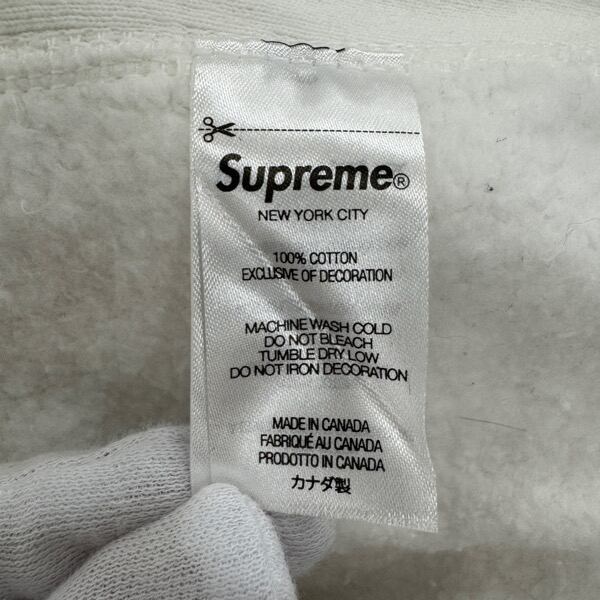 Supreme®
NEW YORK CITY
100% COTTON
EXCLUSIVE OF DECORATION
MACHINE WASH COLD
DO NOT BLEACH
TUMBLE DRY LOW
DO NOT IRON DECORATION
MADE IN CANADA
FABRIQUÉ AU CANADA
PRODOTTO IN CANADA
カナダ製